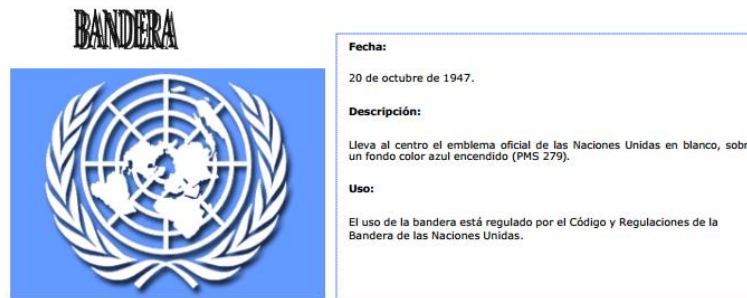 BANDERA
Fecha:
20 de octubre de 1947.
Descripción:
Lleva al centro el emblema oficial de las Naciones Unidas en blanco, sobr
un fondo color azul encendido (PMS 279).
Uso:
El uso de la bandera está regulado por el Código y Regulaciones de la
Bandera de las Naciones Unidas.